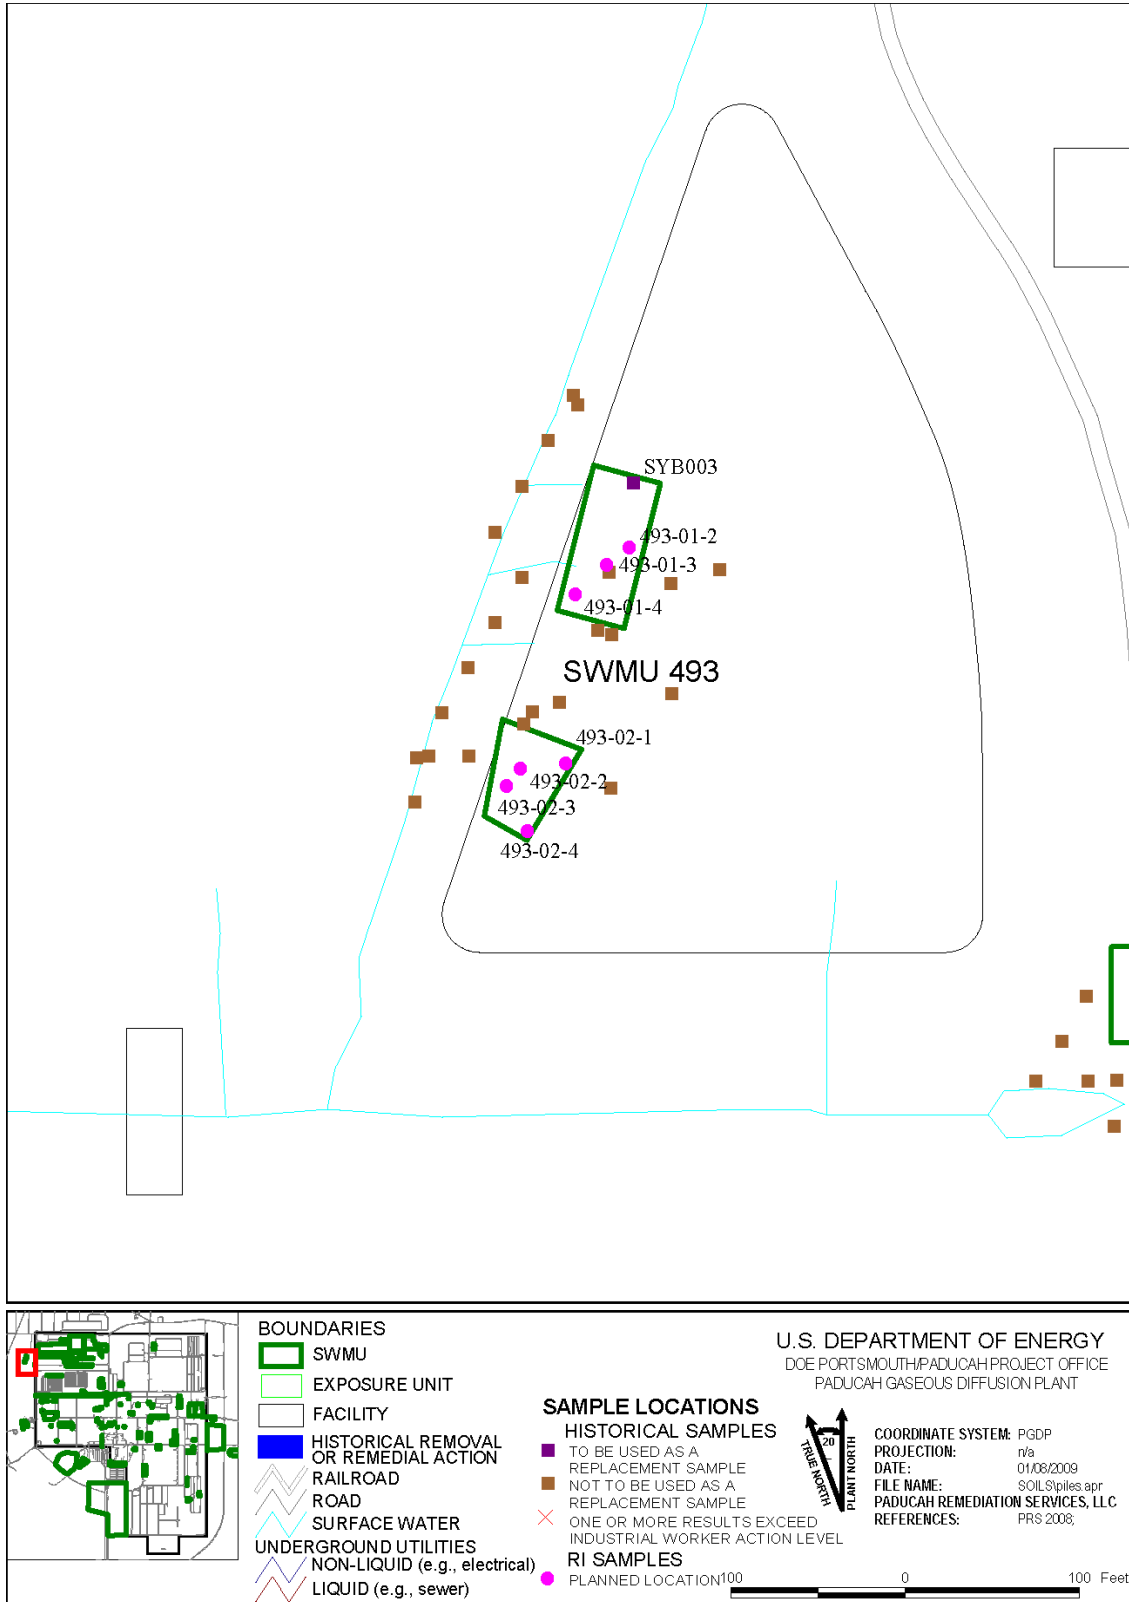 SYB003
493-01-2
493-01-3
493-01-4
SWMU 493
493-02-1
493-02-2
493-02-3
493-02-4
BOUNDARIES
SWMU
EXPOSURE UNIT
FACILITY
HISTORICAL REMOVAL
OR REMEDIAL ACTION
RAILROAD
ROAD
SURFACE WATER
UNDERGROUND UTILITIES
NON-LIQUID (e.g., electrical)
LIQUID (e.g., sewer)
SAMPLE LOCATIONS
HISTORICAL SAMPLES
TO BE USED AS A
REPLACEMENT SAMPLE
NOT TO BE USED AS A
REPLACEMENT SAMPLE
ONE OR MORE RESULTS EXCEED
INDUSTRIAL WORKER ACTION LEVEL
RI SAMPLES
PLANNED LOCATION
U.S. DEPARTMENT OF ENERGY
DOE PORTSMOUTH/PADUCAH PROJECT OFFICE
PADUCAH GASEOUS DIFFUSION PLANT
20
TRUE NORTH
PLANT NORTH
COORDINATE SYSTEM: PGDP
PROJECTION: n/a
DATE: 01/08/2009
FILE NAME: SOILS\piles.apr
PADUCAH REMEDIATION SERVICES, LLC
REFERENCES: PRS 2008;
100 0 100 Feet